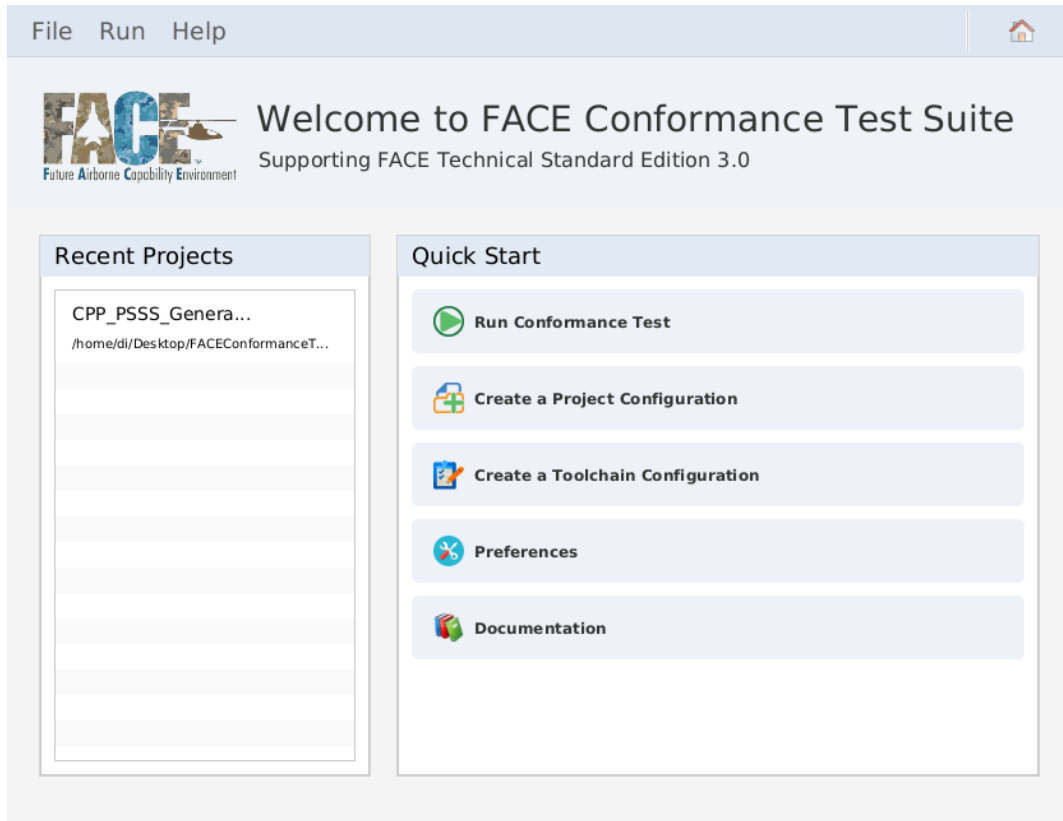 File Run Help
FACE
Future Airborne Capability Environment
Welcome to FACE Conformance Test Suite
Supporting FACE Technical Standard Edition 3.0
Recent Projects
CPP_PSSS_Genera...
/home/di/Desktop/FACEConformanceT...
Quick Start
Run Conformance Test
Create a Project Configuration
Create a Toolchain Configuration
Preferences
Documentation